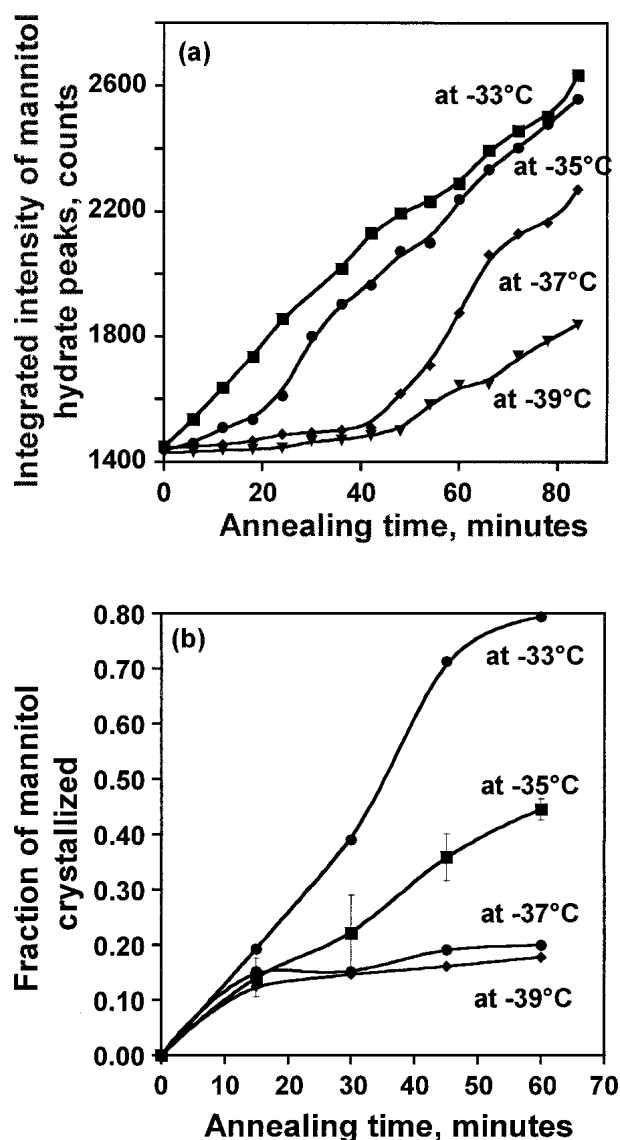 (a)
Integrated intensity of mannitol
hydrate peaks, counts
2600
2200
1800
1400
at -33°C
at -35°C
at -37°C
at -39°C
0 20 40 60 80
Annealing time, minutes
(b)
Fraction of mannitol
crystallized
0.80
0.70
0.60
0.50
0.40
0.30
0.20
0.10
0.00
at -33°C
at -35°C
at -37°C
at -39°C
0 10 20 30 40 50 60 70
Annealing time, minutes